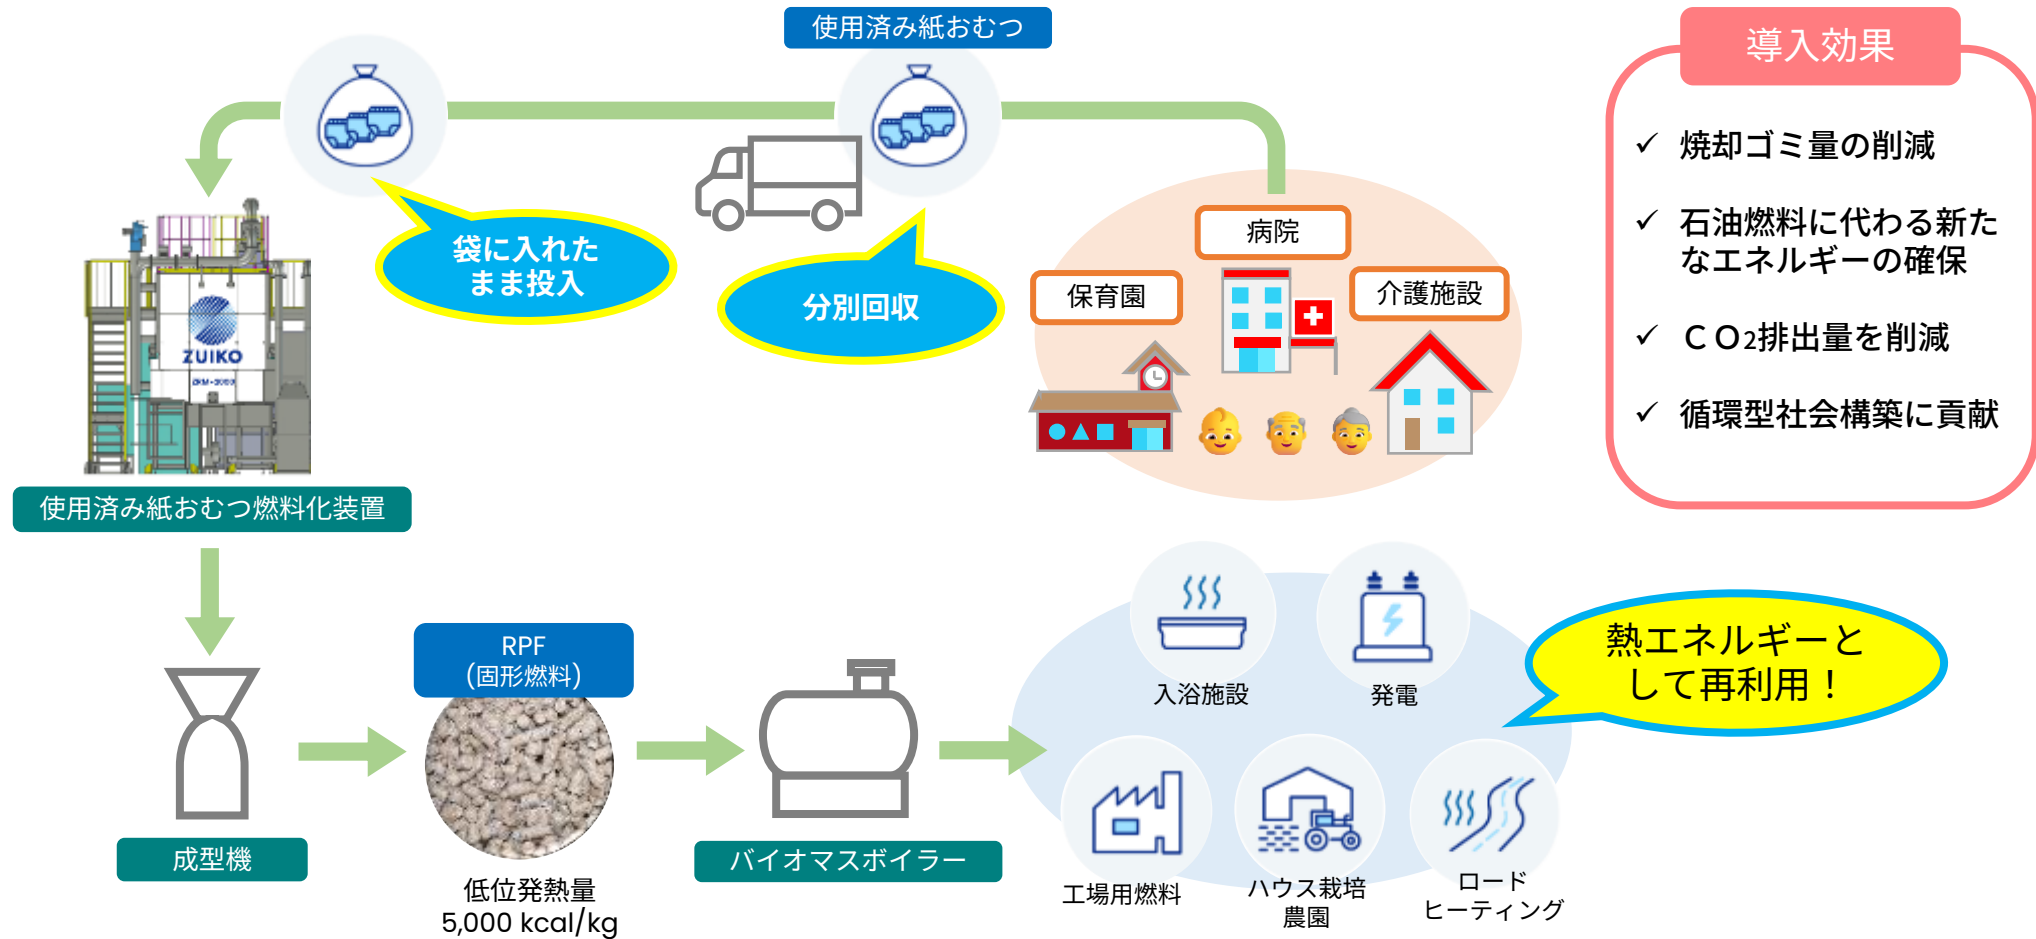 使用済み紙おむつ
導入効果
✓ 焼却ゴミ量の削減
✓ 石油燃料に代わる新た
なエネルギーの確保
✓ ＣＯ2排出量を削減
✓ 循環型社会構築に貢献
袋に入れた
まま投入
分別回収
病院
保育園
介護施設
ZUIKO
使用済み紙おむつ燃料化装置
成型機
RPF
(固形燃料)
低位発熱量
5,000 kcal/kg
バイオマスボイラー
入浴施設
発電
工場用燃料
ハウス栽培
農園
ロード
ヒーティング
熱エネルギーと
して再利用！